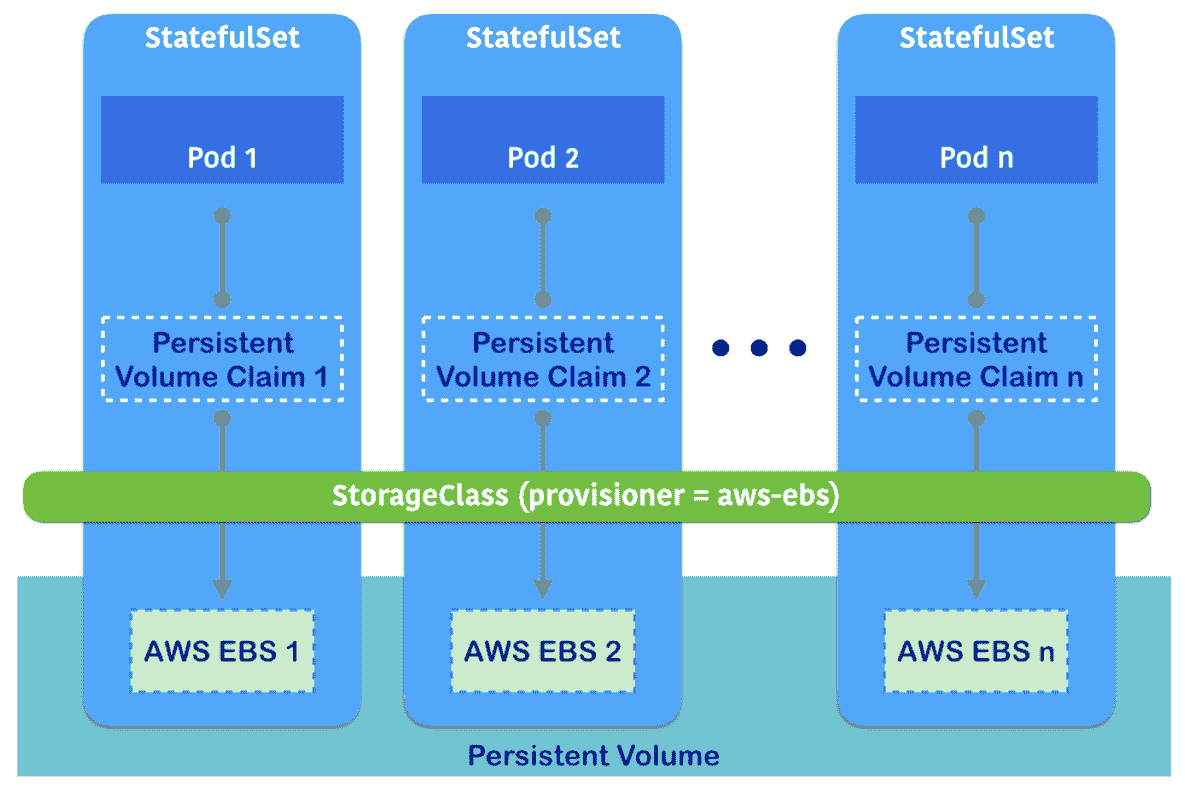 StatefulSet
StatefulSet
StatefulSet
Pod 1
Pod 2
Pod n
Persistent
Volume Claim 1
Persistent
Volume Claim 2
Persistent
Volume Claim n
StorageClass (provisioner = aws-ebs)
AWS EBS 1
AWS EBS 2
AWS EBS n
Persistent Volume